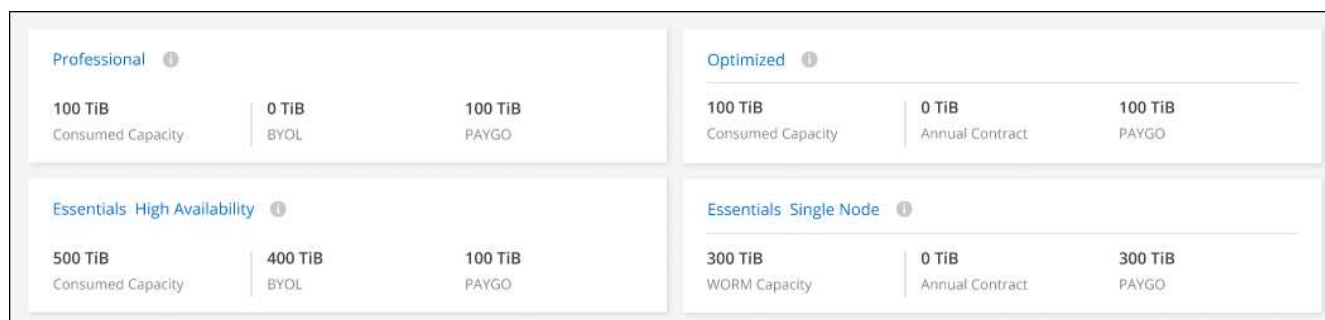 Professional
100 TiB 0 TiB 100 TiB
Consumed Capacity BYOL PAYGO
Optimized
100 TiB 0 TiB 100 TiB
Consumed Capacity Annual Contract PAYGO
Essentials High Availability
500 TiB 400 TiB 100 TiB
Consumed Capacity BYOL PAYGO
Essentials Single Node
300 TiB 0 TiB 300 TiB
WORM Capacity Annual Contract PAYGO